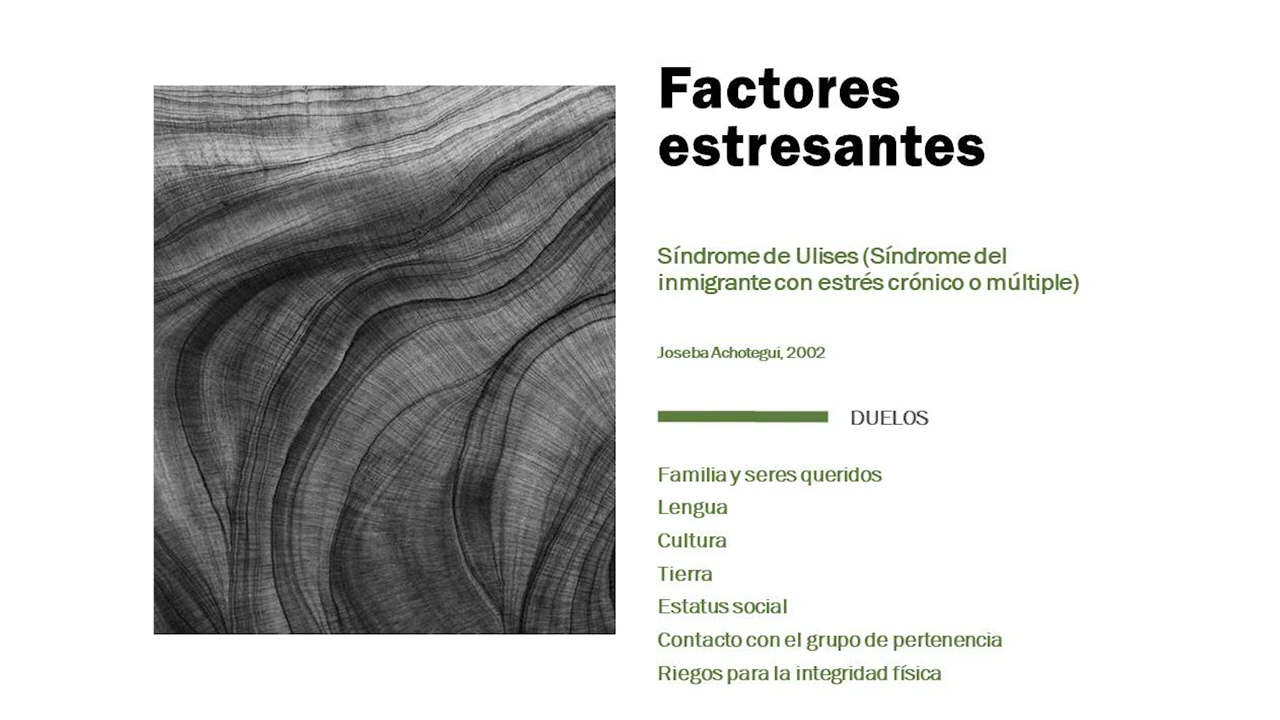 Factores
estresantes
Síndrome de Ulises (Síndrome del
inmigrante con estrés crónico o múltiple)
Joseba Achotegui, 2002
DUELOS
Familia y seres queridos
Lengua
Cultura
Tierra
Estatus social
Contacto con el grupo de pertenencia
Riegos para la integridad física